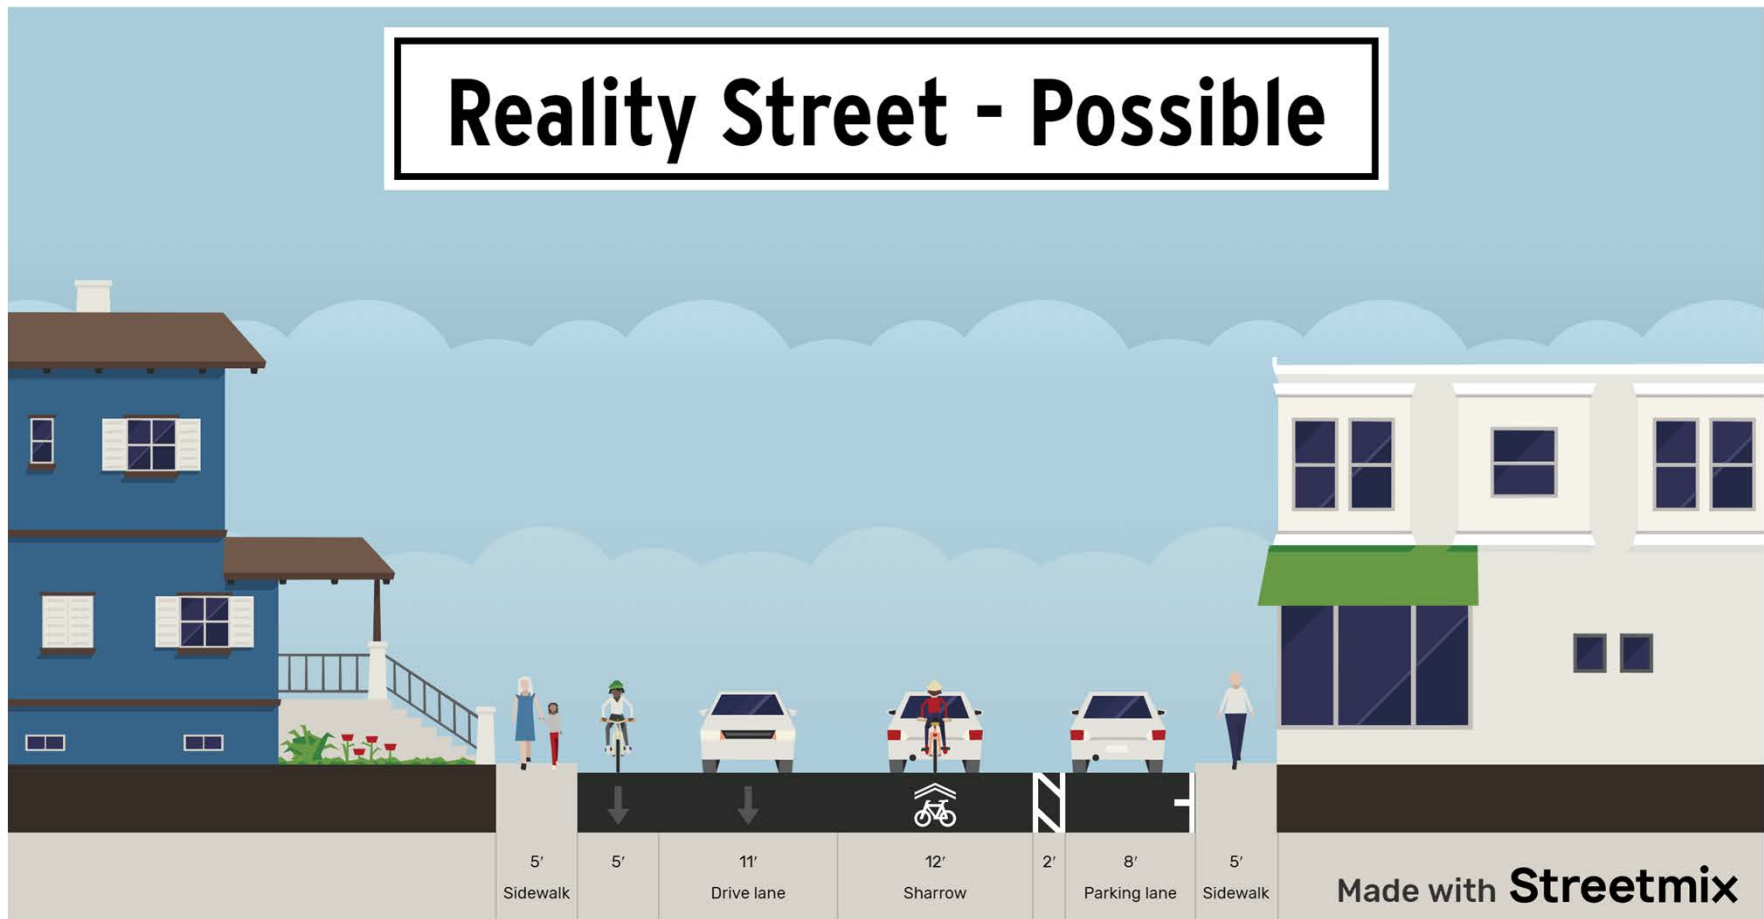 Reality Street - Possible
5′ 5′ 11′ 12′ 2′ 8′ 5′
Sidewalk Drive lane Sharrow Parking lane Sidewalk
Made with Streetmix